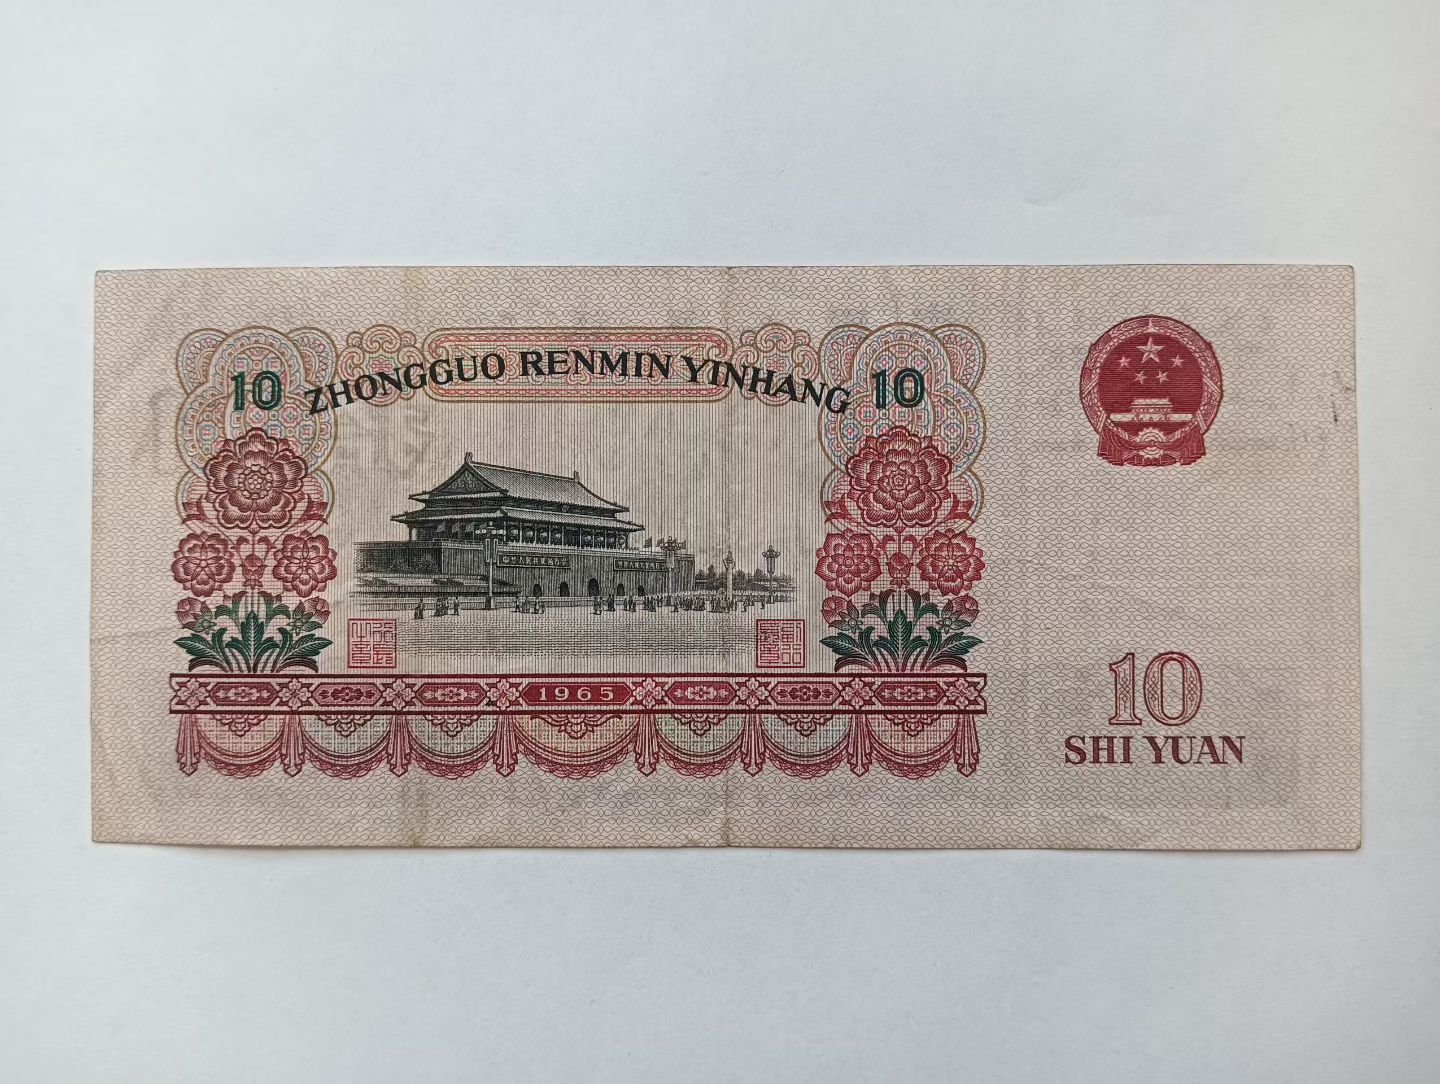 10 ZHONGGUO RENMIN YINHANG 10
1965
10
SHI YUAN